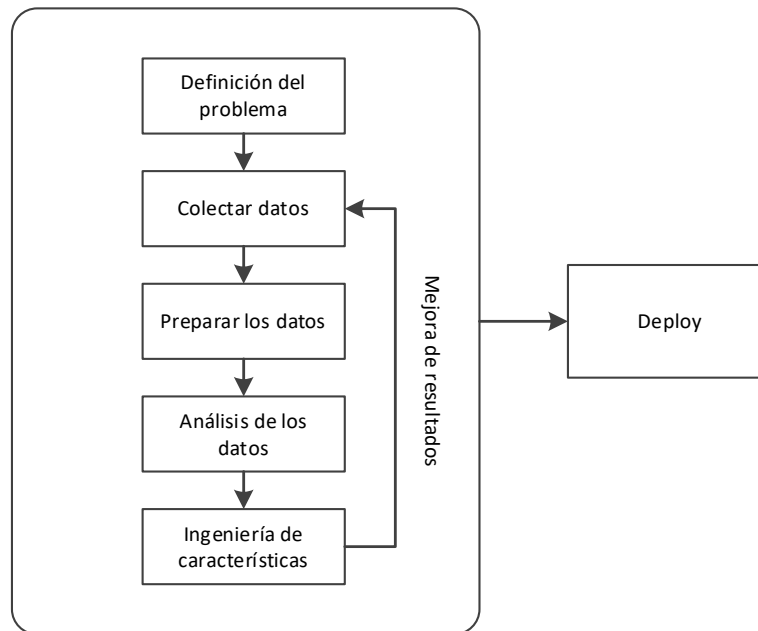 Definición del
problema
Colectar datos
Preparar los datos
Análisis de los
datos
Ingeniería de
características
Mejora de resultados
Deploy